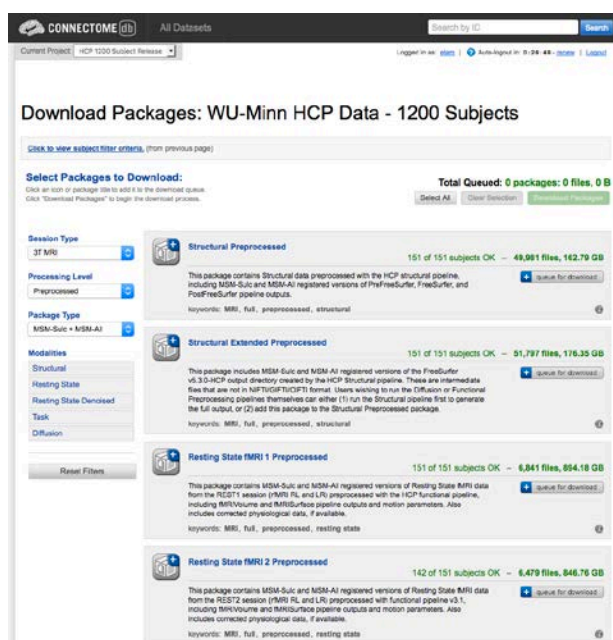 CONNECTOME db All Datasets Search by ID Search
Current Project: HCP 1200 Subject Release Logged in as: | Auto-logout in: - renew | Logout
Download Packages: WU-Minn HCP Data - 1200 Subjects
Click to view subject filter criteria. (from previous page)
Select Packages to Download:
Click an icon or package title to add it to the download queue.
Click "Download Packages" to begin the download process.
Total Queued: 0 packages: 0 files, 0 B
Select All Clear Selection Download Packages
Session Type
3T MRI
Processing Level
Preprocessed
Package Type
MSM-Sulc + MSM-All
Modalities
Structural
Resting State
Resting State Denoised
Task
Diffusion
Reset Filters
Structural Preprocessed
151 of 151 subjects OK – 49,981 files, 162.79 GB
This package contains Structural data preprocessed with the HCP structural pipeline,
including MSM-Sulc and MSM-All registered versions of PreFreeSurfer, FreeSurfer, and
PostFreeSurfer pipeline outputs.
queue for download
keywords: MRI, full, preprocessed, structural
Structural Extended Preprocessed
151 of 151 subjects OK – 51,797 files, 176.35 GB
This package includes MSM-Sulc and MSM-All registered versions of the FreeSurfer
v5.3.0-HCP output directory created by the HCP Structural pipeline. These are intermediate
files that are not in NIFTI/GIFTI/CIFTI format. Users wishing to run the Diffusion or Functional
Preprocessing pipelines themselves can either (1) run the Structural pipeline first to generate
the full output, or (2) add this package to the Structural Preprocessed package.
queue for download
keywords: MRI, full, preprocessed, structural
Resting State fMRI 1 Preprocessed
151 of 151 subjects OK – 6,841 files, 894.18 GB
This package contains MSM-Sulc and MSM-All registered versions of Resting State fMRI data
from the REST1 session (rfMRI RL and LR) preprocessed with the HCP functional pipeline,
including fMRIVolume and fMRISurface pipeline outputs and motion parameters. Also
includes corrected physiological data, if available.
queue for download
keywords: MRI, full, preprocessed, resting state
Resting State fMRI 2 Preprocessed
142 of 151 subjects OK – 6,479 files, 846.76 GB
This package contains MSM-Sulc and MSM-All registered versions of Resting State fMRI data
from the REST2 session (rfMRI RL and LR) preprocessed with functional pipeline v3.1,
including fMRIVolume and fMRISurface pipeline outputs and motion parameters. Also
includes corrected physiological data, if available.
queue for download
keywords: MRI, full, preprocessed, resting state